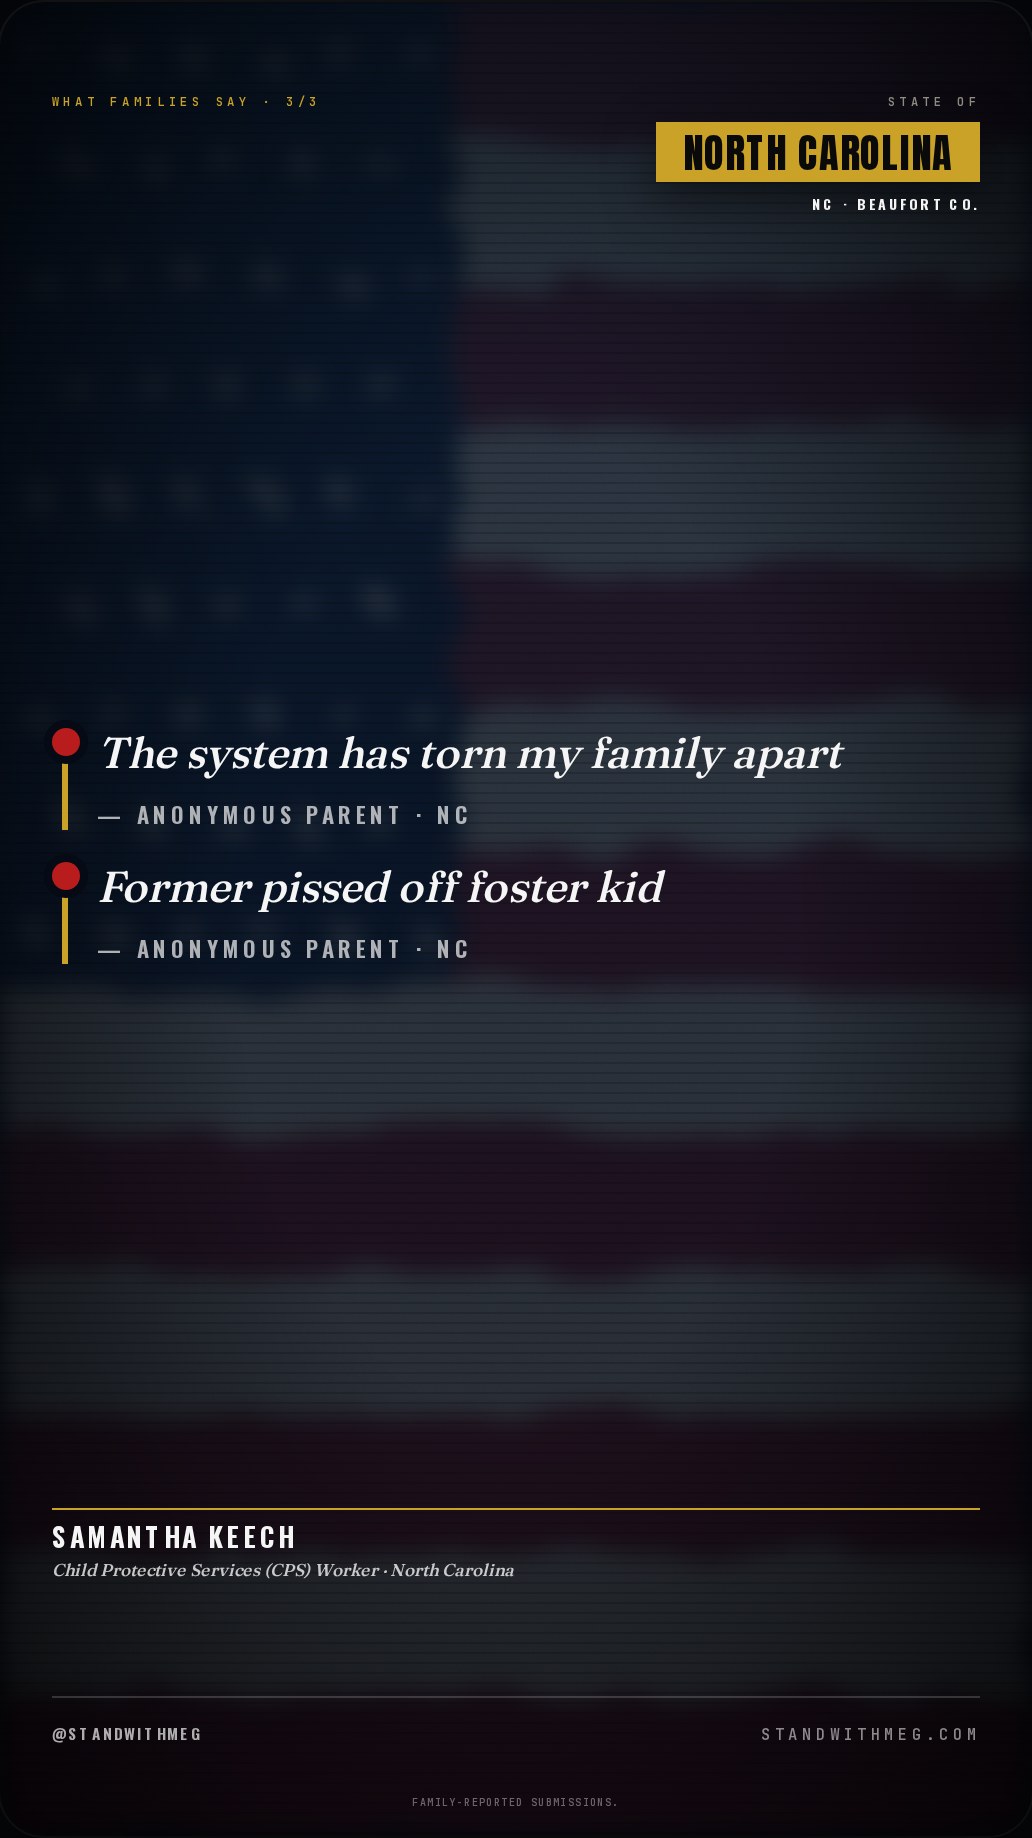 WHAT FAMILIES SAY · 3/3
STATE OF
NORTH CAROLINA
NC · BEAUFORT CO.
The system has torn my family apart
— ANONYMOUS PARENT · NC
Former pissed off foster kid
— ANONYMOUS PARENT · NC
SAMANTHA KEECH
Child Protective Services (CPS) Worker · North Carolina
@STANDWITHMEG
STANDWITHMEG.COM
FAMILY-REPORTED SUBMISSIONS.